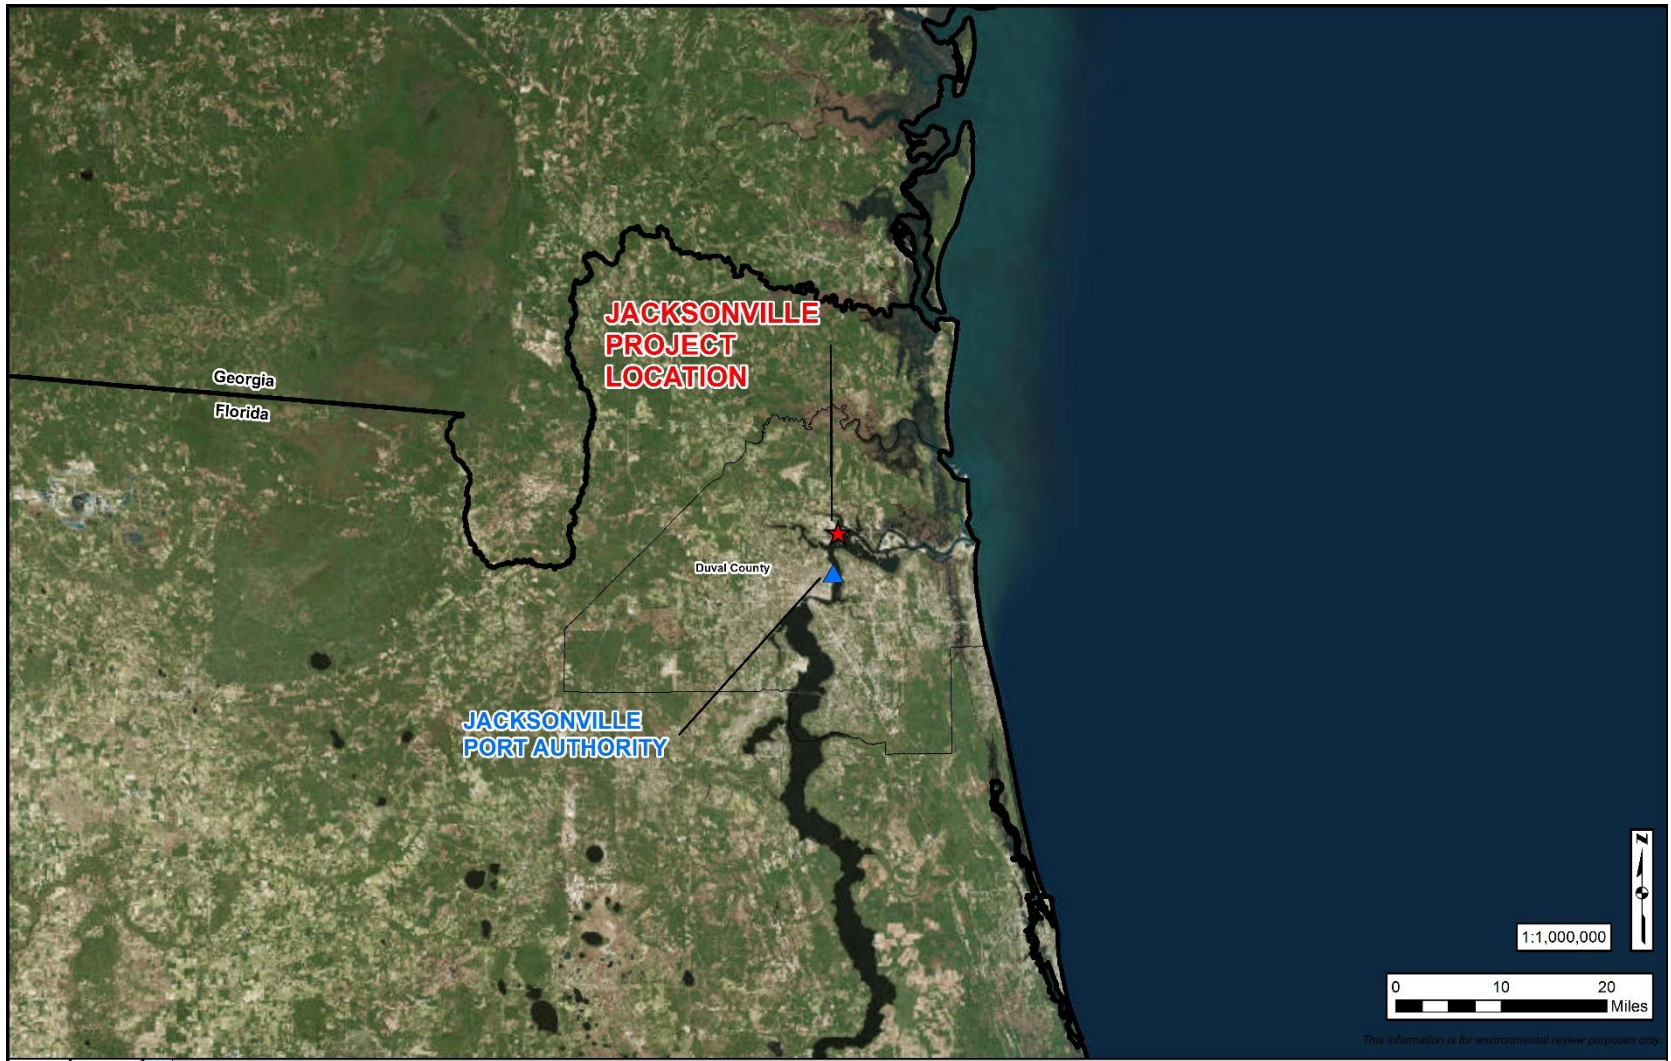 JACKSONVILLE
PROJECT
LOCATION
Georgia
Florida
Duval County
JACKSONVILLE
PORT AUTHORITY
N
1:1,000,000
0 10 20
Miles
This information is for environmental review purposes only.